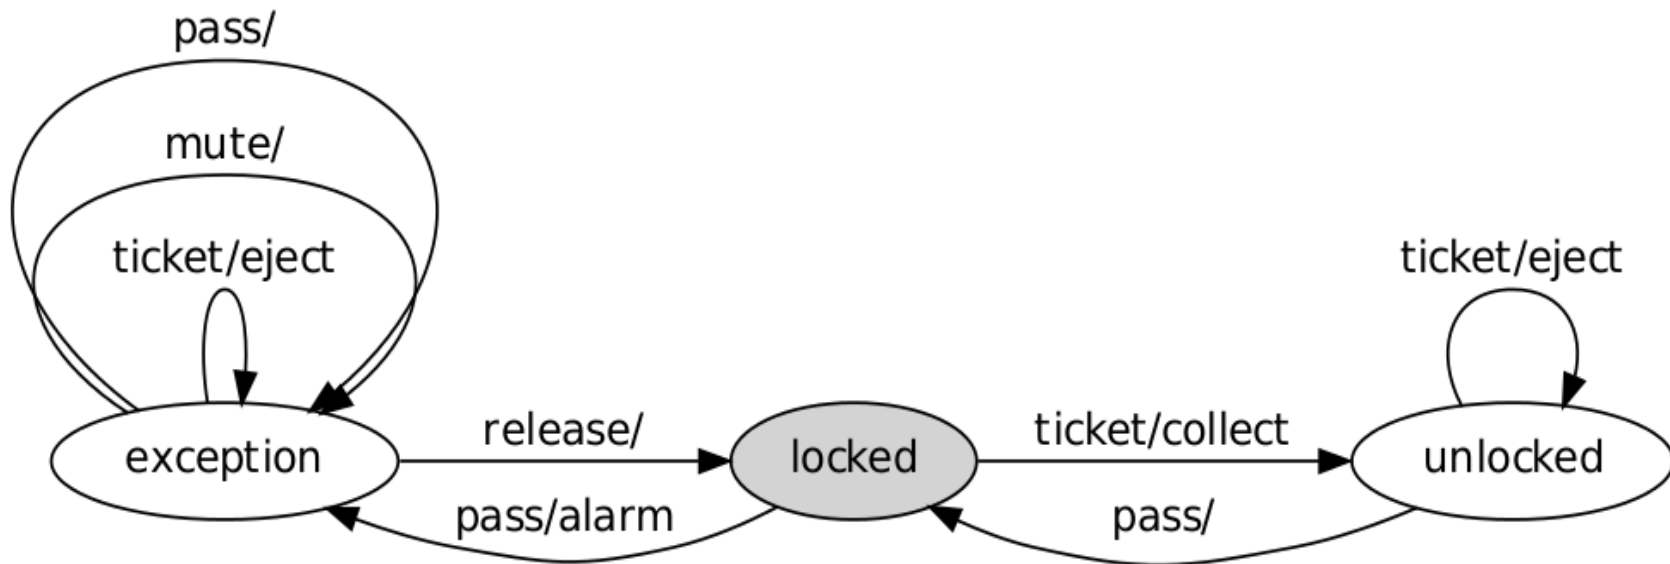 pass/
mute/
ticket/eject
ticket/eject
exception
release/
locked
ticket/collect
unlocked
pass/alarm
pass/